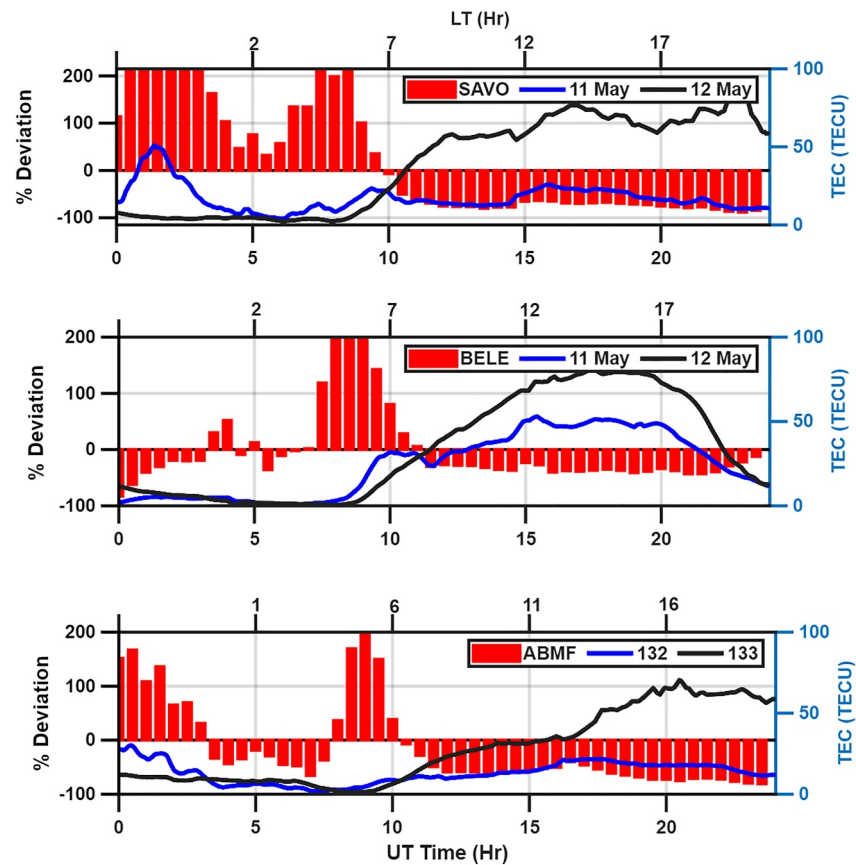 LT (Hr)
2 7 12 17
200 100 0 -100
% Deviation
SAVO 11 May 12 May
100 50 0
TEC (TECU)
0 5 10 15 20
2 7 12 17
200 100 0 -100
% Deviation
BELE 11 May 12 May
100 50 0
TEC (TECU)
0 5 10 15 20
1 6 11 16
200 100 0 -100
% Deviation
ABMF 132 133
100 50 0
TEC (TECU)
0 5 10 15 20
UT Time (Hr)